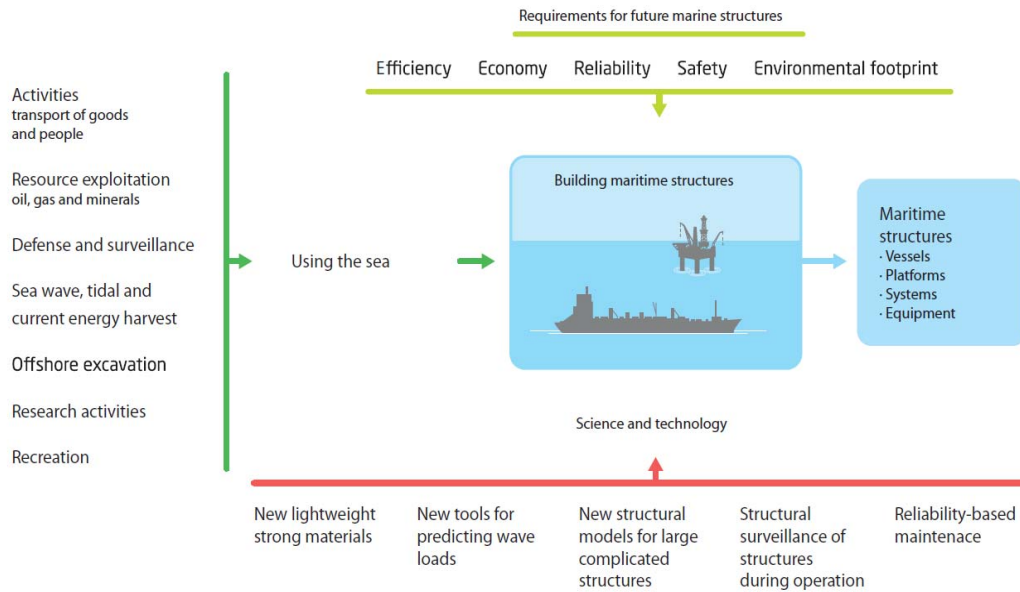 Requirements for future marine structures
Efficiency Economy Reliability Safety Environmental footprint
Activities
transport of goods
and people
Resource exploitation
oil, gas and minerals
Defense and surveillance
Sea wave, tidal and
current energy harvest
Offshore excavation
Research activities
Recreation
Using the sea
Building maritime structures
Maritime
structures
· Vessels
· Platforms
· Systems
· Equipment
Science and technology
New lightweight
strong materials
New tools for
predicting wave
loads
New structural
models for large
complicated
structures
Structural
surveillance of
structures
during operation
Reliability-based
maintenace